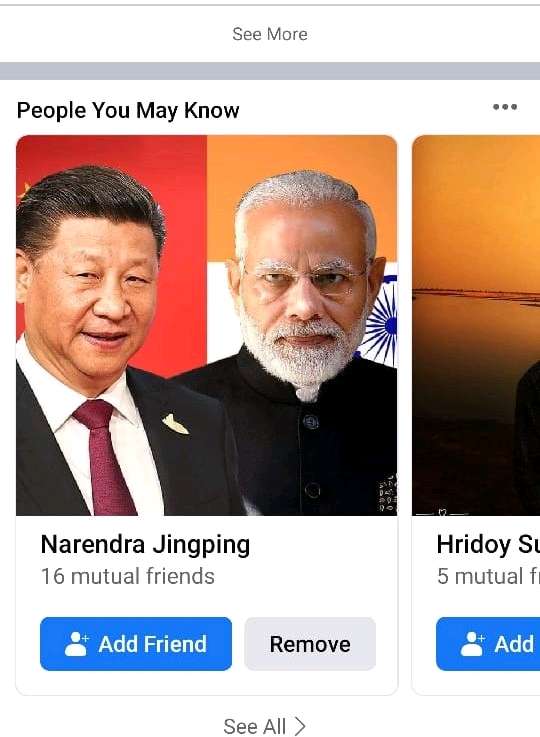 See More
People You May Know
Narendra Jingping
16 mutual friends
Add Friend
Remove
Hridoy Su
5 mutual f
Add
See All